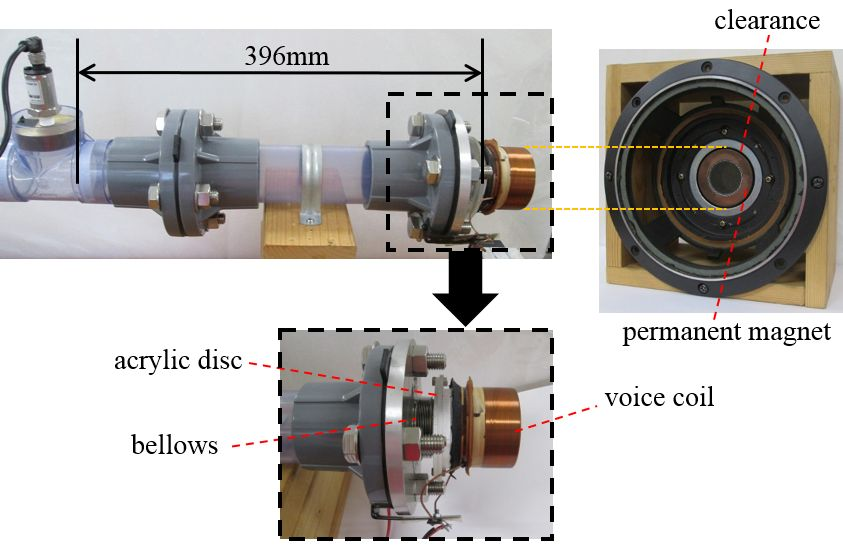 clearance
396mm
permanent magnet
acrylic disc
voice coil
bellows